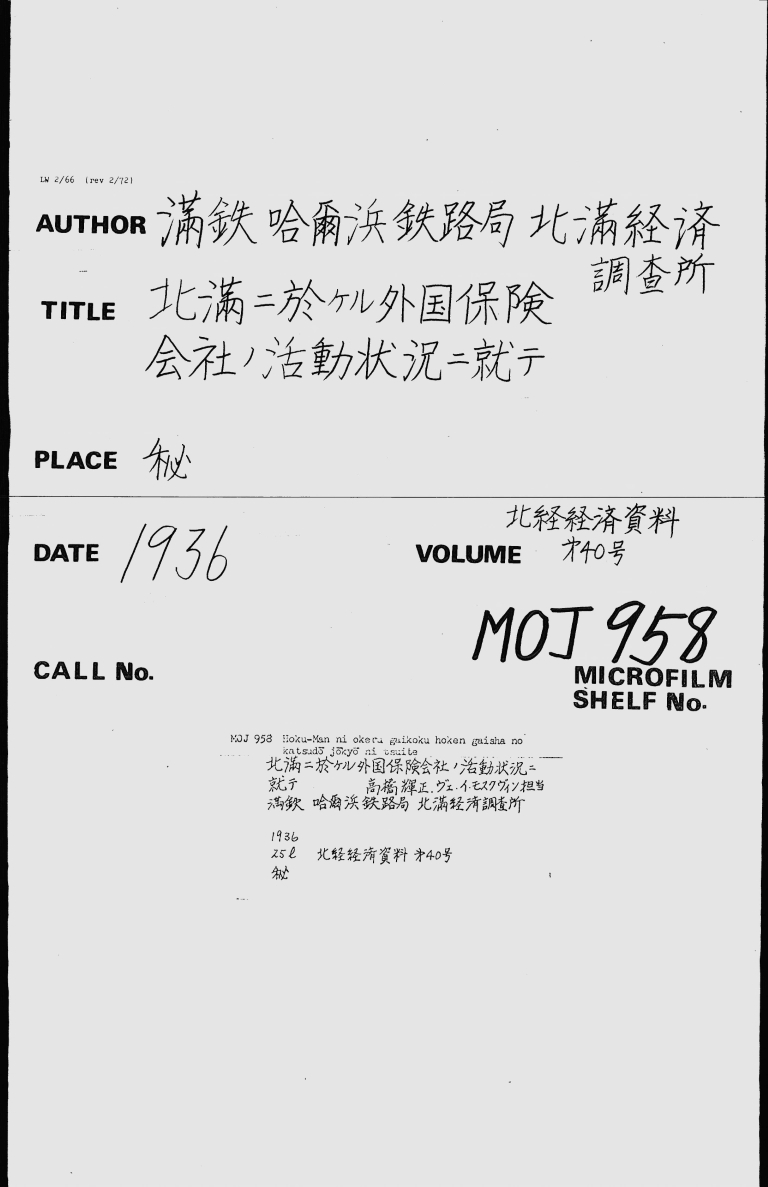 LW 2/66 (rev 2/72)
AUTHOR 満鉄 哈爾浜鉄路局 北満経済
調査所
TITLE 北満ニ於ケル外国保険
会社ノ活動状況ニ就テ
PLACE 秘
北経経済資料
DATE 1936 VOLUME 才40号
MOJ 958
CALL No. MICROFILM
SHELF No.
MOJ 958 Hoku-Man ni okeru gaikoku hoken gaisha no
katsudō jōkyō ni tsuite
北満ニ於ケル外国保険会社ノ活動状況ニ
就テ 高橋輝正.ヴェ.イ.モスクヴィン担当
満鉄 哈爾浜鉄路局 北満経済調査所
1936
25ℓ 北経経済資料 才40号
秘